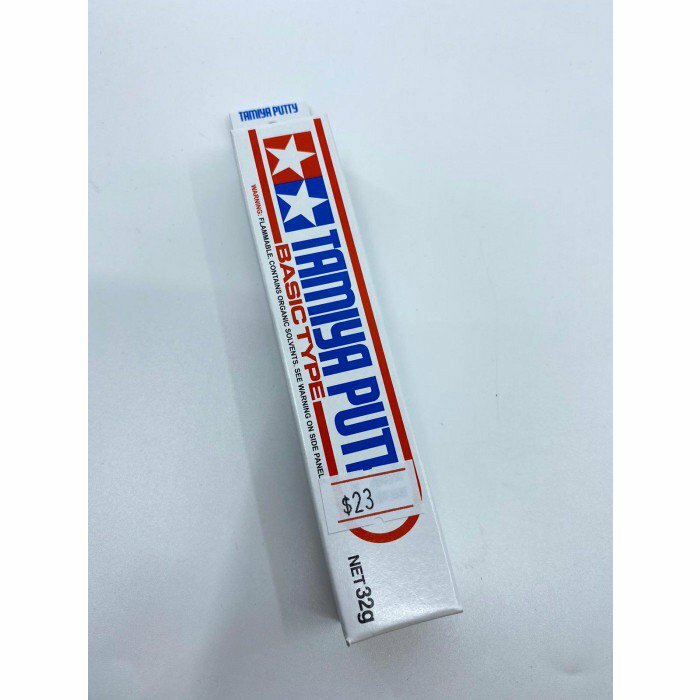 TAMIYA PUTTY
TAMIYA PUTT
BASIC TYPE
WARNING: FLAMMABLE. CONTAINS ORGANIC SOLVENTS. SEE WARNING ON SIDE PANEL
$23
NET 32g